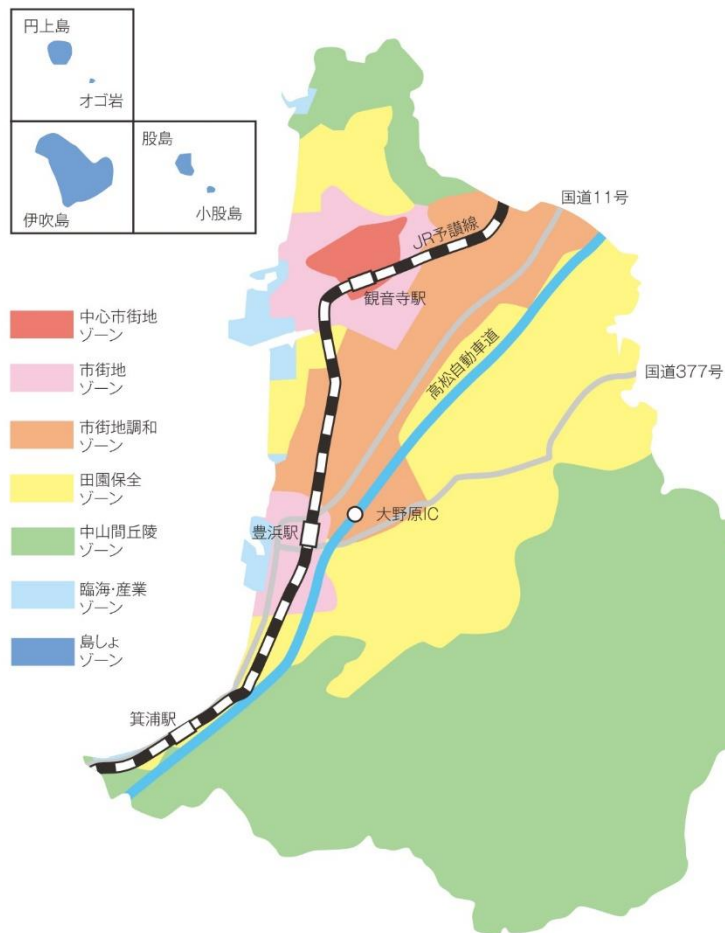 円上島
オゴ岩
股島
伊吹島
小股島
国道11号
JR予讃線
観音寺駅
高松自動車道
国道377号
中心市街地
ゾーン
市街地
ゾーン
市街地調和
ゾーン
田園保全
ゾーン
中山間丘陵
ゾーン
臨海・産業
ゾーン
島しょ
ゾーン
大野原IC
豊浜駅
箕浦駅